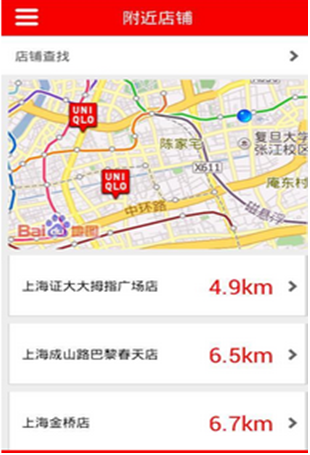 附近店铺
店铺查找
UNI
QLO
复旦大学
张江校区
陈家宅
X611
UNI
QLO
庵东村
中环路
磁悬浮
Bai 地图
上海证大大拇指广场店
4.9km
上海成山路巴黎春天店
6.5km
上海金桥店
6.7km